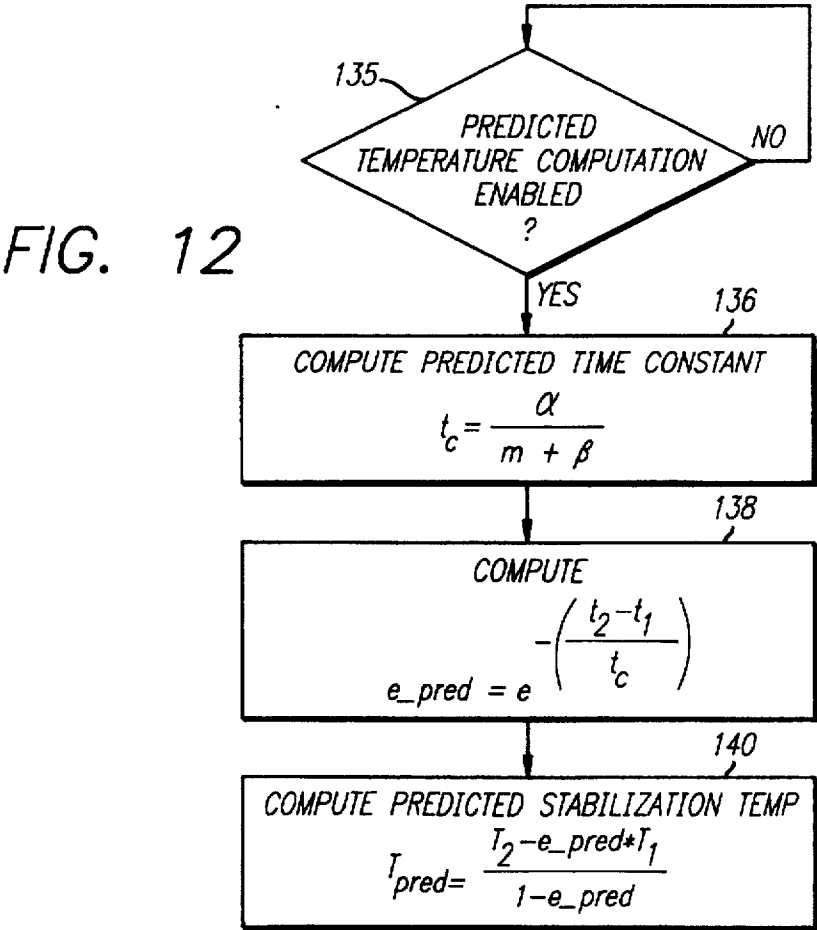 135
PREDICTED
TEMPERATURE COMPUTATION
ENABLED
?
NO
FIG. 12
YES
136
COMPUTE PREDICTED TIME CONSTANT
t_c = α / (m + β)
138
COMPUTE
e_pred = e^-((t_2 - t_1) / t_c)
140
COMPUTE PREDICTED STABILIZATION TEMP
T_pred = (T_2 - e_pred*T_1) / (1 - e_pred)